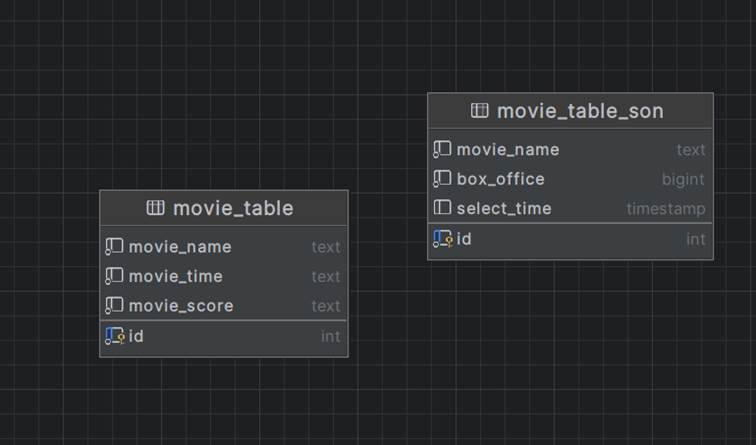 movie_table
movie_name text
movie_time text
movie_score text
id int
movie_table_son
movie_name text
box_office bigint
select_time timestamp
id int